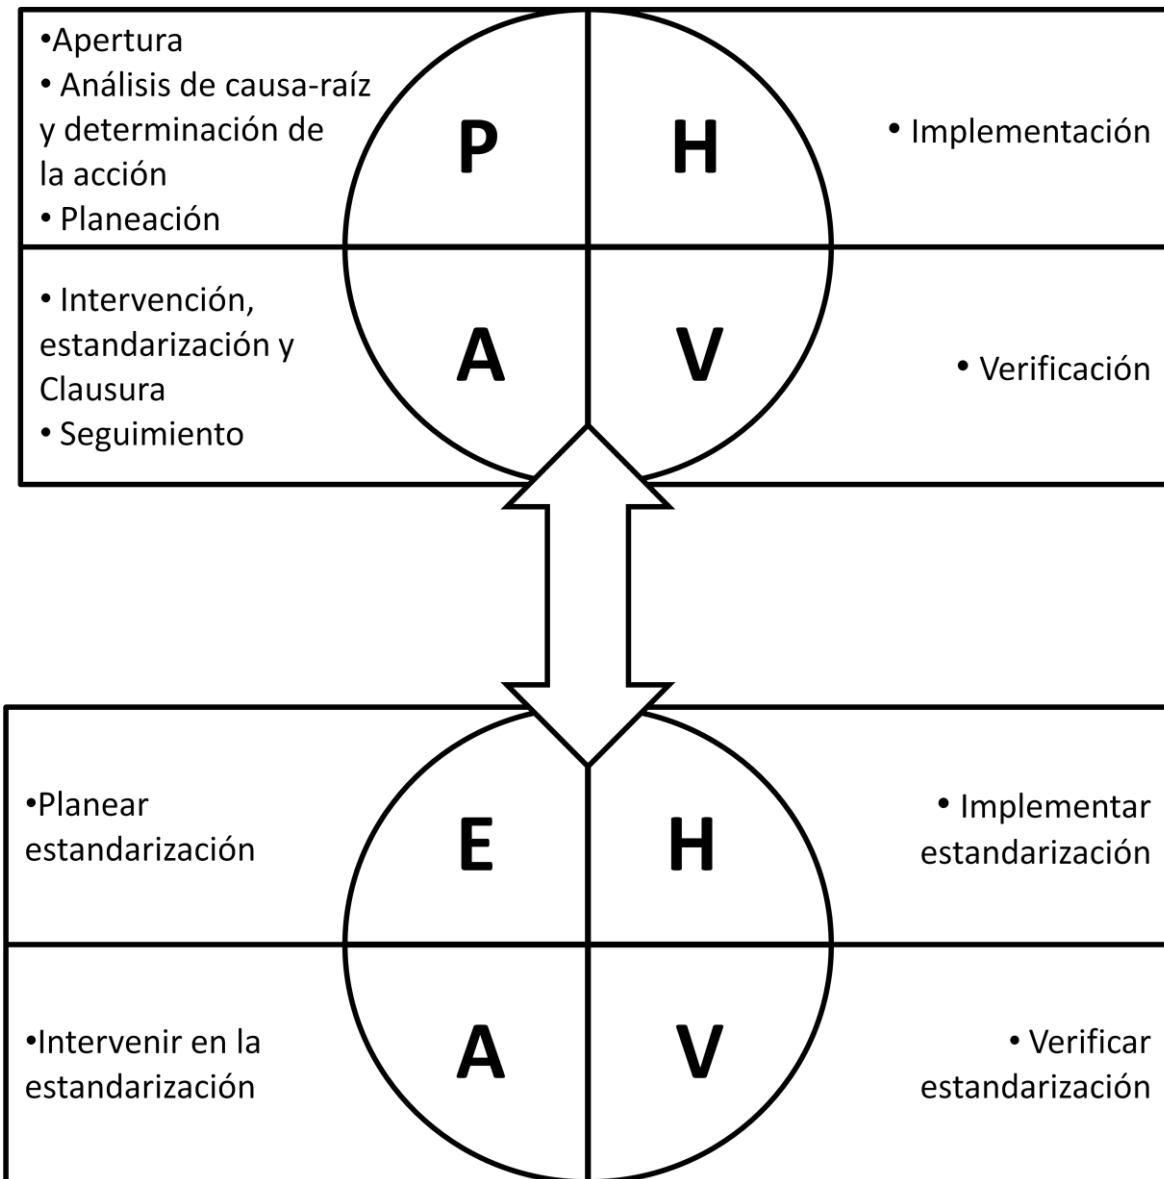 •Apertura
• Análisis de causa-raíz
y determinación de
la acción
• Planeación
P
H
• Implementación
• Intervención,
estandarización y
Clausura
• Seguimiento
A
V
• Verificación
•Planear
estandarización
E
H
• Implementar
estandarización
•Intervenir en la
estandarización
A
V
• Verificar
estandarización